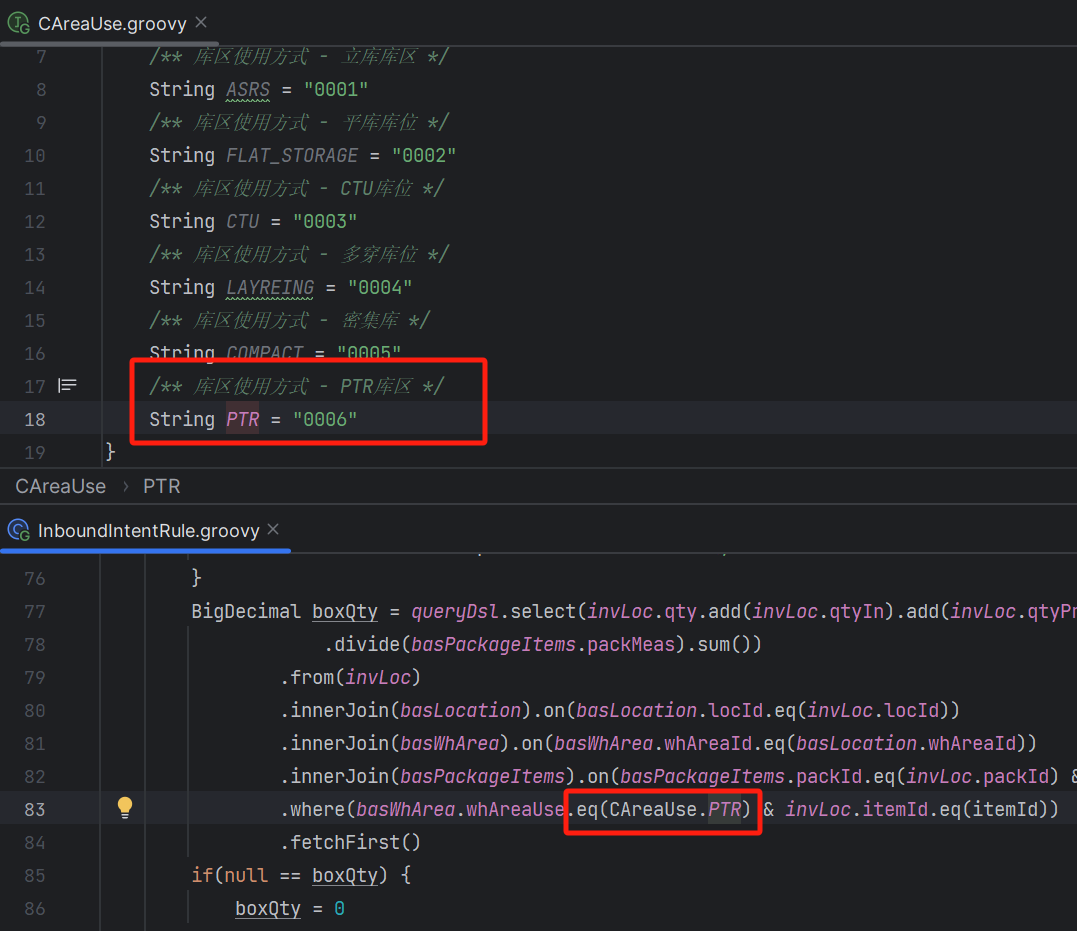 CAreaUse.groovy
7 /** 库区使用方式 - 立库库区 */
8 String ASRS = "0001"
9 /** 库区使用方式 - 平库库位 */
10 String FLAT_STORAGE = "0002"
11 /** 库区使用方式 - CTU库位 */
12 String CTU = "0003"
13 /** 库区使用方式 - 多穿库位 */
14 String LAYREING = "0004"
15 /** 库区使用方式 - 密集库 */
16 String COMPACT = "0005"
17 /** 库区使用方式 - PTR库区 */
18 String PTR = "0006"
19 }
CAreaUse › PTR
InboundIntentRule.groovy
76 }
77 BigDecimal boxQty = queryDsl.select(invLoc.qty.add(invLoc.qtyIn).add(invLoc.qtyPr
78 .divide(basPackageItems.packMeas).sum())
79 .from(invLoc)
80 .innerJoin(basLocation).on(basLocation.locId.eq(invLoc.locId))
81 .innerJoin(basWhArea).on(basWhArea.whAreaId.eq(basLocation.whAreaId))
82 .innerJoin(basPackageItems).on(basPackageItems.packId.eq(invLoc.packId) &
83 .where(basWhArea.whAreaUse.eq(CAreaUse.PTR) & invLoc.itemId.eq(itemId))
84 .fetchFirst()
85 if(null == boxQty) {
86 boxQty = 0